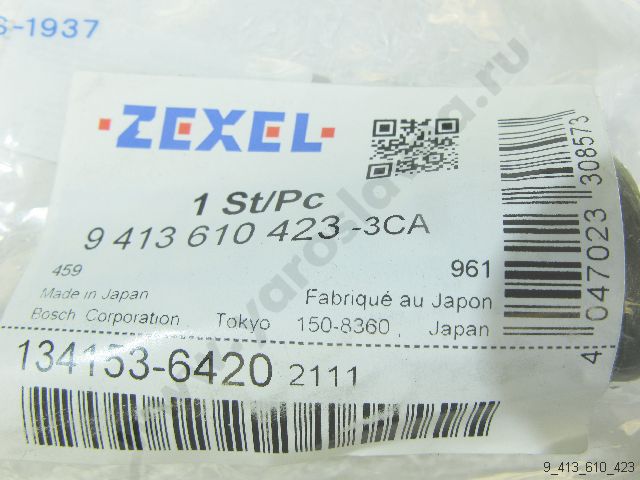 S-1937
ZEXEL
1 St/Pc
9 413 610 423 -3CA
459 961
Made in Japan Fabriqué au Japon
Bosch Corporation, Tokyo 150-8360, Japan
134153-6420 2111
4 047023 308573
9_413_610_423